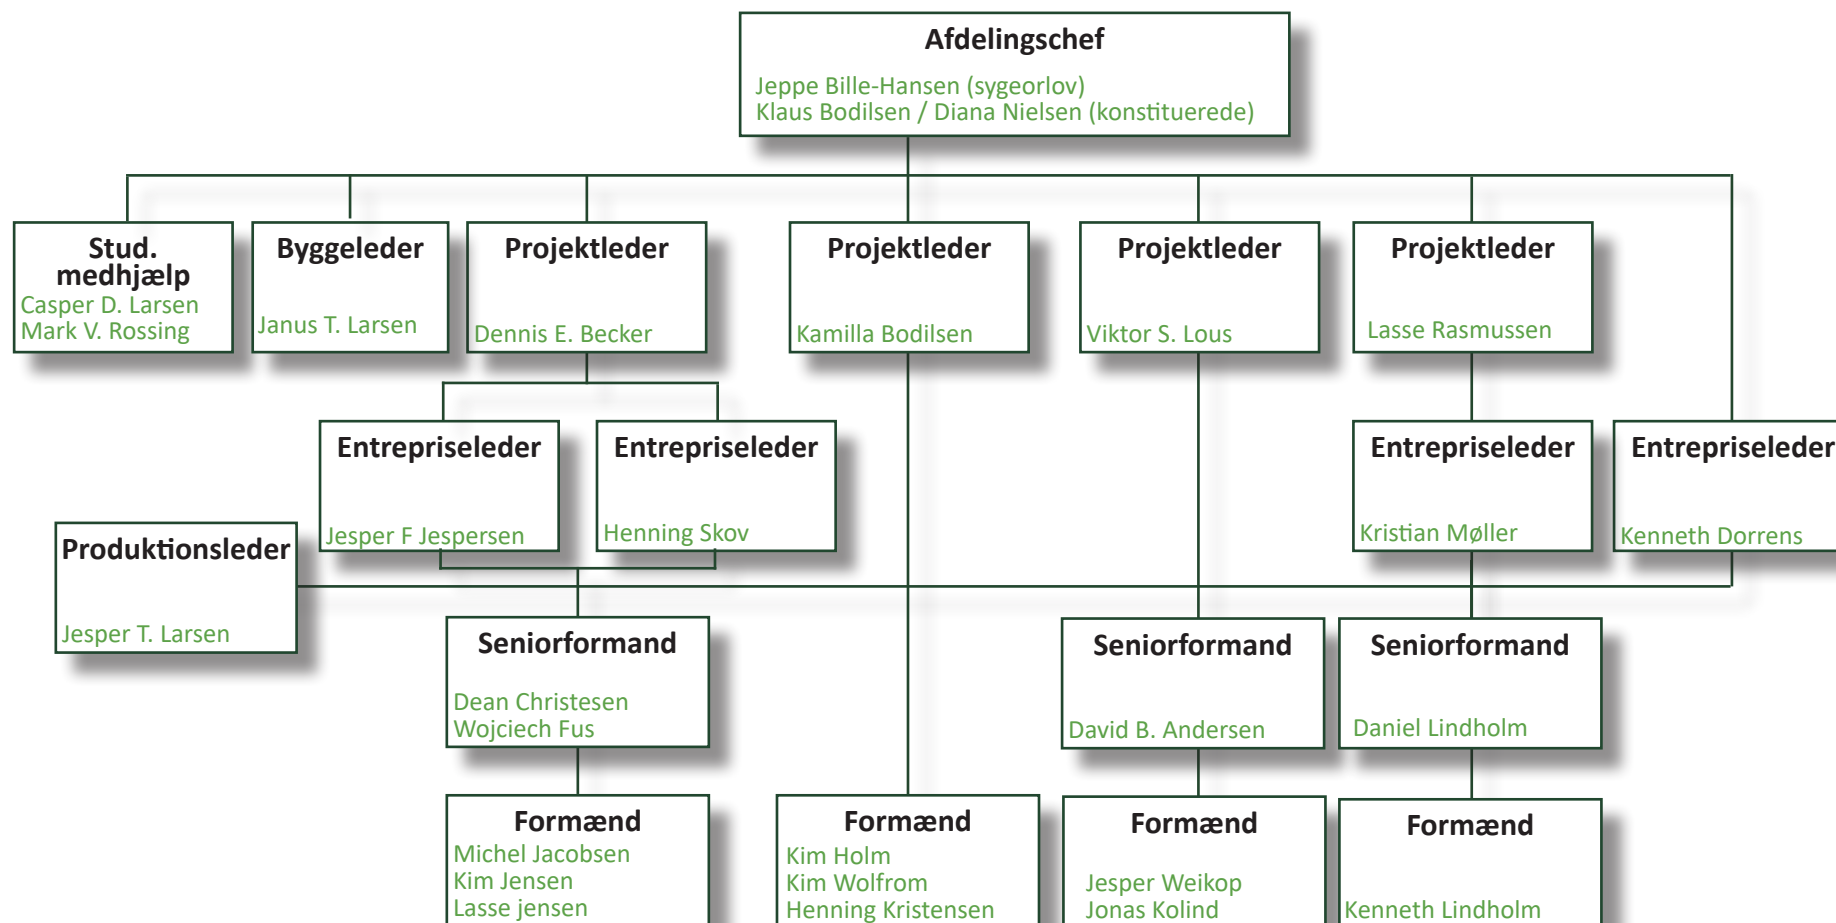 Afdelingschef
Jeppe Bille-Hansen (sygeorlov)
Klaus Bodilsen / Diana Nielsen (konstituerede)
Stud.
medhjælp
Casper D. Larsen
Mark V. Rossing
Byggeleder
Janus T. Larsen
Projektleder
Dennis E. Becker
Projektleder
Kamilla Bodilsen
Projektleder
Viktor S. Lous
Projektleder
Lasse Rasmussen
Entrepriseleder
Jesper F Jespersen
Entrepriseleder
Henning Skov
Entrepriseleder
Kristian Møller
Entrepriseleder
Kenneth Dorrens
Produktionsleder
Jesper T. Larsen
Seniorformand
Dean Christesen
Wojciech Fus
Seniorformand
David B. Andersen
Seniorformand
Daniel Lindholm
Formænd
Michel Jacobsen
Kim Jensen
Lasse jensen
Formænd
Kim Holm
Kim Wolfrom
Henning Kristensen
Formænd
Jesper Weikop
Jonas Kolind
Formænd
Kenneth Lindholm